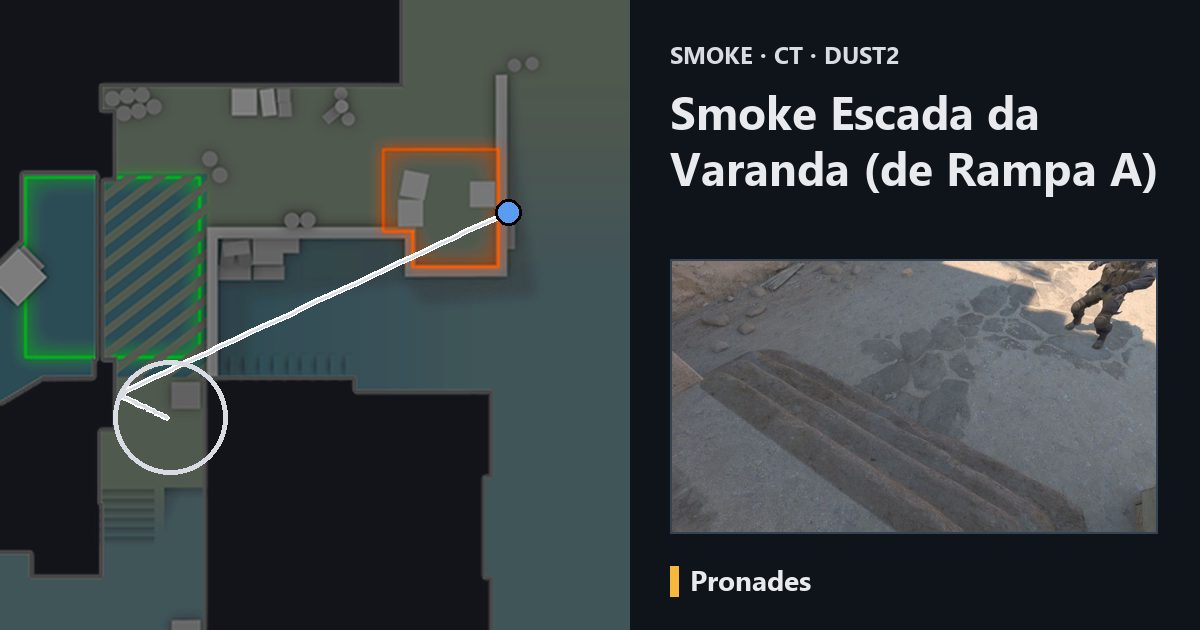 SMOKE · CT · DUST2
Smoke Escada da
Varanda (de Rampa A)
Pronades